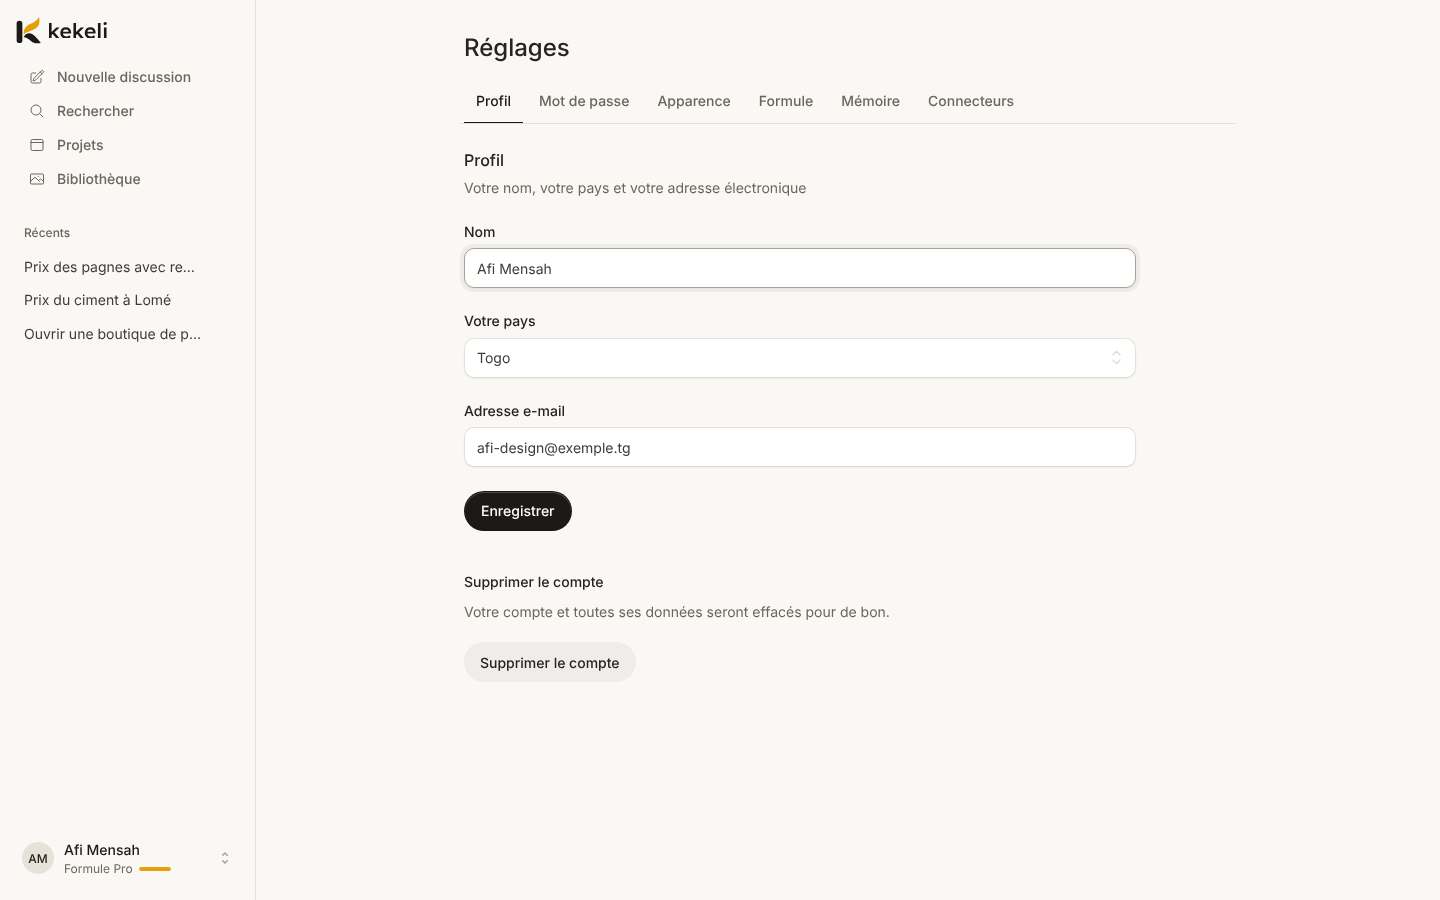 kekeli
Nouvelle discussion
Rechercher
Projets
Bibliothèque
Récents
Prix des pagnes avec re...
Prix du ciment à Lomé
Ouvrir une boutique de p...
AM
Afi Mensah
Formule Pro
Réglages
Profil
Mot de passe
Apparence
Formule
Mémoire
Connecteurs
Profil
Votre nom, votre pays et votre adresse électronique
Nom
Afi Mensah
Votre pays
Togo
Adresse e-mail
afi-design@exemple.tg
Enregistrer
Supprimer le compte
Votre compte et toutes ses données seront effacés pour de bon.
Supprimer le compte